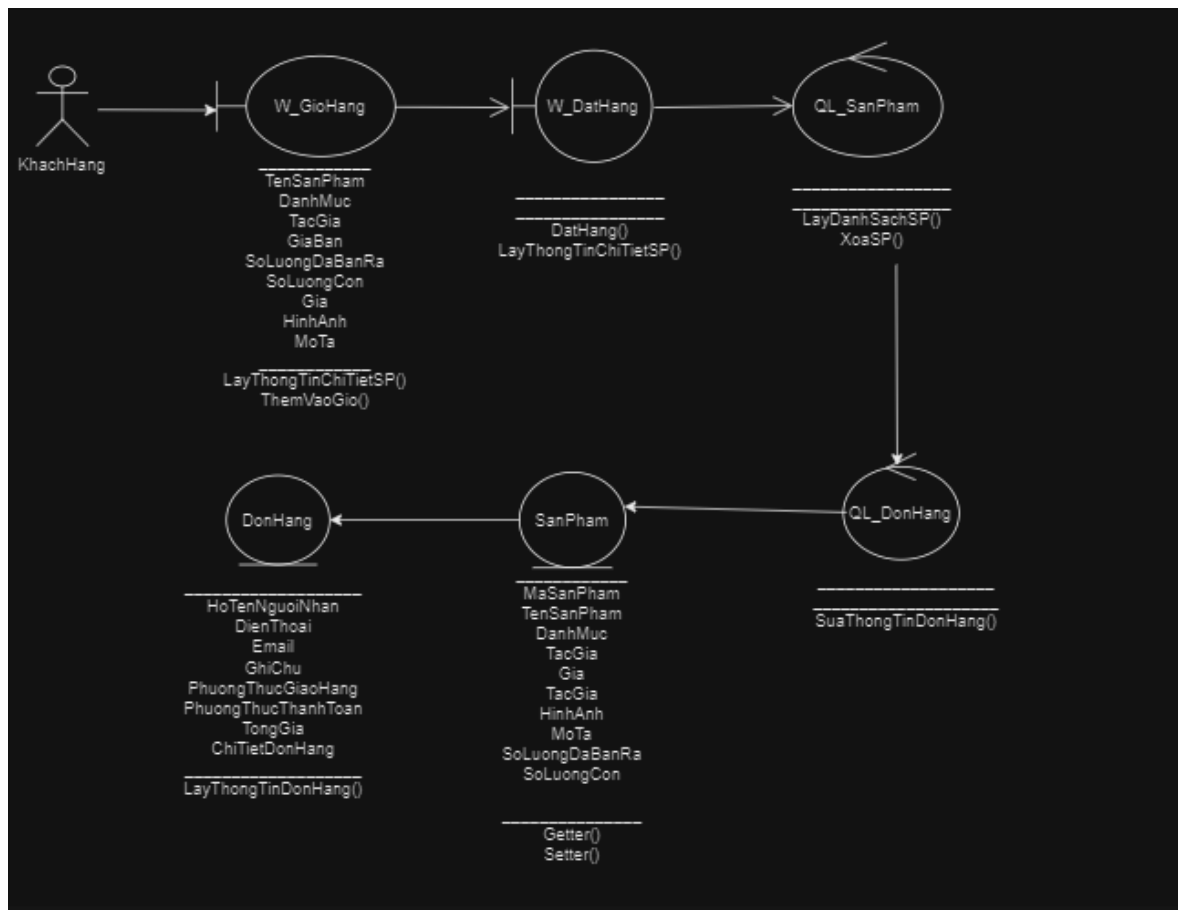 KhachHang
W_GioHang
TenSanPham
DanhMuc
TacGia
GiaBan
SoLuongDaBanRa
SoLuongCon
Gia
HinhAnh
MoTa
LayThongTinChiTietSP()
ThemVaoGio()
W_DatHang
DatHang()
LayThongTinChiTietSP()
QL_SanPham
LayDanhSachSP()
XoaSP()
DonHang
HoTenNguoiNhan
DienThoai
Email
GhiChu
PhuongThucGiaoHang
PhuongThucThanhToan
TongGia
ChiTietDonHang
LayThongTinDonHang()
SanPham
MaSanPham
TenSanPham
DanhMuc
TacGia
Gia
TacGia
HinhAnh
MoTa
SoLuongDaBanRa
SoLuongCon
Getter()
Setter()
QL_DonHang
SuaThongTinDonHang()